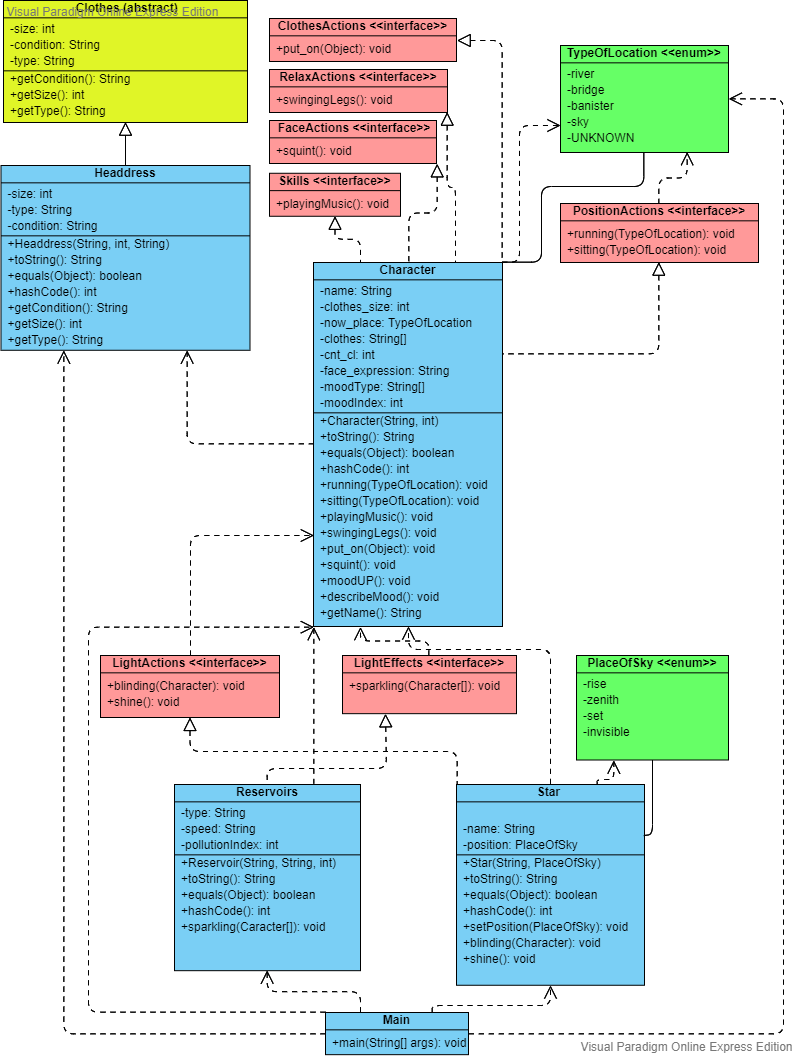 Visual Paradigm Online Express Edition
Clothes (abstract)
-size: int
-condition: String
-type: String
+getCondition(): String
+getSize(): int
+getType(): String
Headdress
-size: int
-type: String
-condition: String
+Headdress(String, int, String)
+toString(): String
+equals(Object): boolean
+hashCode(): int
+getCondition(): String
+getSize(): int
+getType(): String
ClothesActions <<interface>>
+put_on(Object): void
RelaxActions <<interface>>
+swingingLegs(): void
FaceActions <<interface>>
+squint(): void
Skills <<interface>>
+playingMusic(): void
TypeOfLocation <<enum>>
-river
-bridge
-banister
-sky
-UNKNOWN
PositionActions <<interface>>
+running(TypeOfLocation): void
+sitting(TypeOfLocation): void
Character
-name: String
-clothes_size: int
-now_place: TypeOfLocation
-clothes: String[]
-cnt_cl: int
-face_expression: String
-moodType: String[]
-moodIndex: int
+Character(String, int)
+toString(): String
+equals(Object): boolean
+hashCode(): int
+running(TypeOfLocation): void
+sitting(TypeOfLocation): void
+playingMusic(): void
+swingingLegs(): void
+put_on(Object): void
+squint(): void
+moodUP(): void
+describeMood(): void
+getName(): String
LightActions <<interface>>
+blinding(Character): void
+shine(): void
LightEffects <<interface>>
+sparkling(Character[]): void
PlaceOfSky <<enum>>
-rise
-zenith
-set
-invisible
Reservoirs
-type: String
-speed: String
-pollutionIndex: int
+Reservoir(String, String, int)
+toString(): String
+equals(Object): boolean
+hashCode(): int
+sparkling(Caracter[]): void
Star
-name: String
-position: PlaceOfSky
+Star(String, PlaceOfSky)
+toString(): String
+equals(Object): boolean
+hashCode(): int
+setPosition(PlaceOfSky): void
+blinding(Character): void
+shine(): void
Main
+main(String[] args): void
Visual Paradigm Online Express Edition